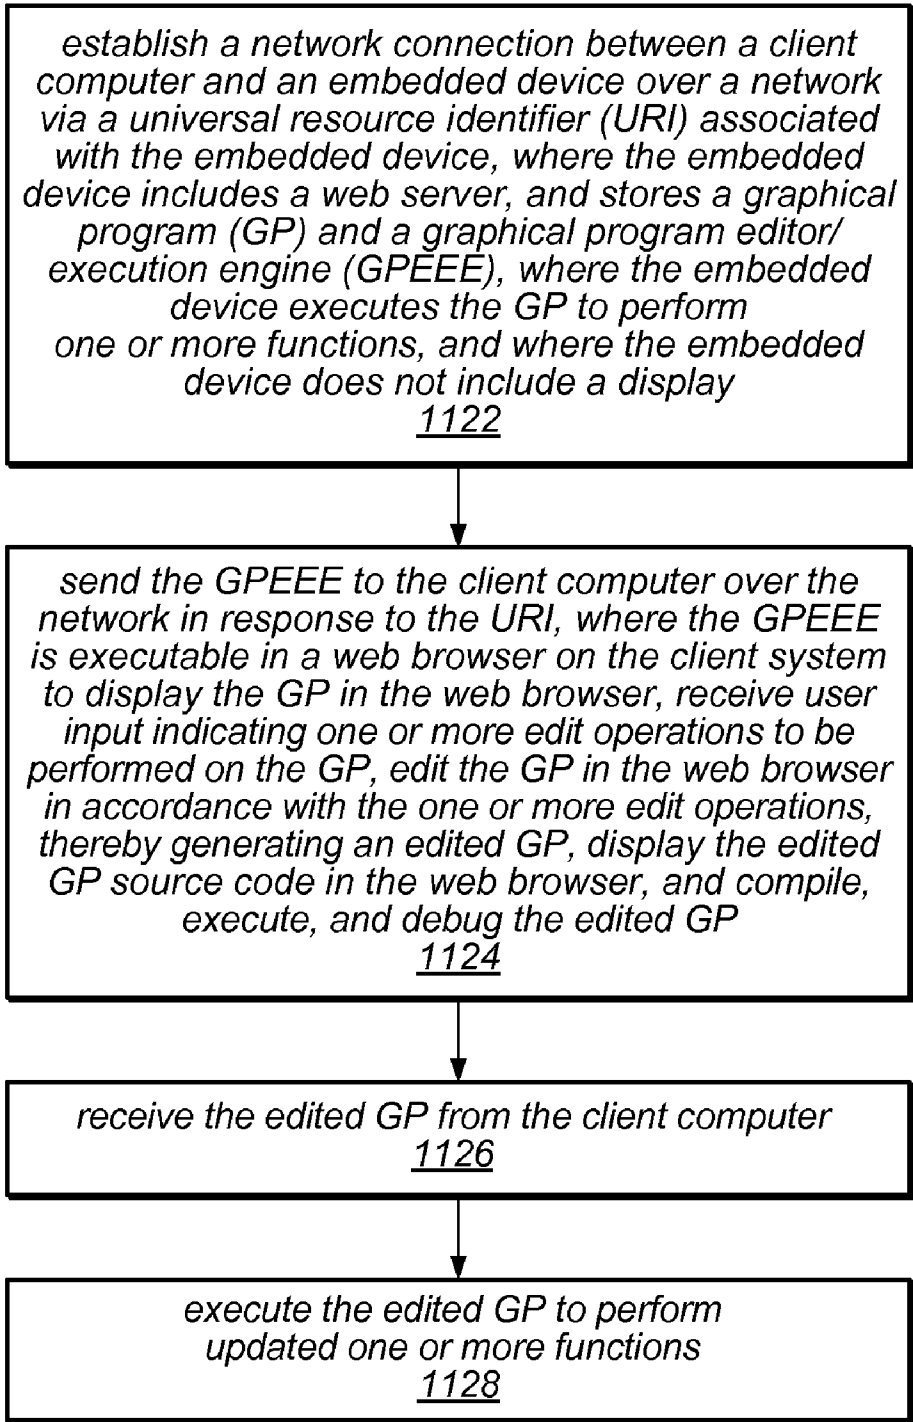 establish a network connection between a client
computer and an embedded device over a network
via a universal resource identifier (URI) associated
with the embedded device, where the embedded
device includes a web server, and stores a graphical
program (GP) and a graphical program editor/
execution engine (GPEEE), where the embedded
device executes the GP to perform
one or more functions, and where the embedded
device does not include a display
1122
send the GPEEE to the client computer over the
network in response to the URI, where the GPEEE
is executable in a web browser on the client system
to display the GP in the web browser, receive user
input indicating one or more edit operations to be
performed on the GP, edit the GP in the web browser
in accordance with the one or more edit operations,
thereby generating an edited GP, display the edited
GP source code in the web browser, and compile,
execute, and debug the edited GP
1124
receive the edited GP from the client computer
1126
execute the edited GP to perform
updated one or more functions
1128